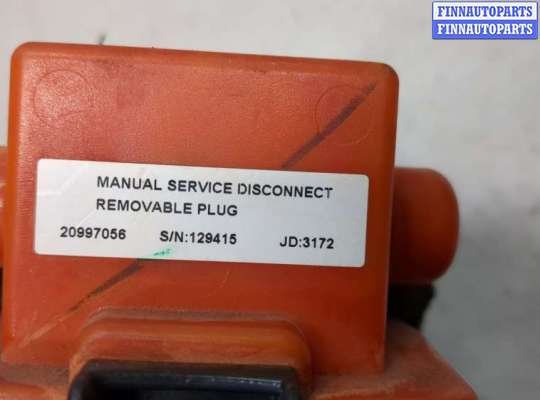 FINNAUTOPARTS
FINNAUTOPARTS
MANUAL SERVICE DISCONNECT
REMOVABLE PLUG
20997056 S/N:129415 JD:3172